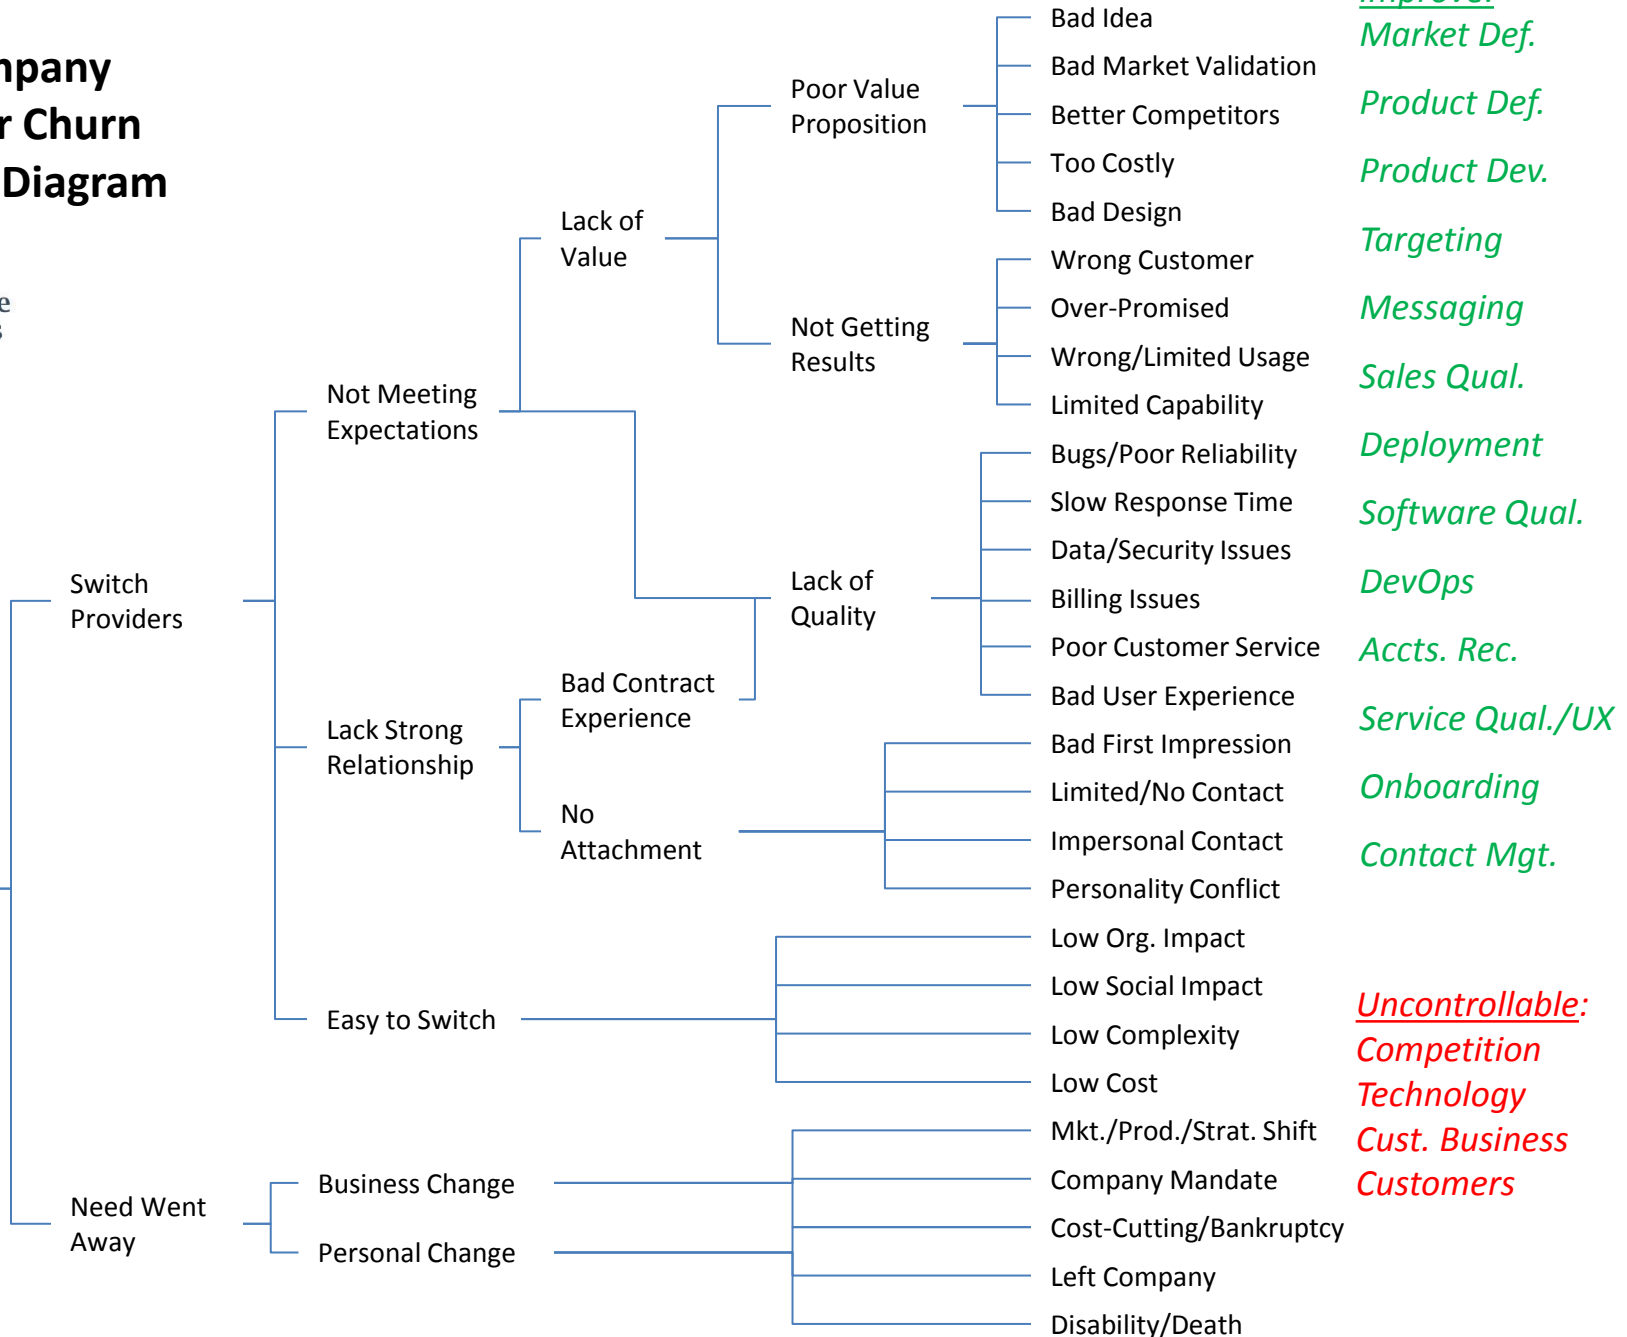 mpany
r Churn
Diagram
e
Switch
Providers
Need Went
Away
Not Meeting
Expectations
Lack Strong
Relationship
Easy to Switch
Business Change
Personal Change
Lack of
Value
Bad Contract
Experience
No
Attachment
Poor Value
Proposition
Not Getting
Results
Lack of
Quality
Bad Idea
Bad Market Validation
Better Competitors
Too Costly
Bad Design
Wrong Customer
Over-Promised
Wrong/Limited Usage
Limited Capability
Bugs/Poor Reliability
Slow Response Time
Data/Security Issues
Billing Issues
Poor Customer Service
Bad User Experience
Bad First Impression
Limited/No Contact
Impersonal Contact
Personality Conflict
Low Org. Impact
Low Social Impact
Low Complexity
Low Cost
Mkt./Prod./Strat. Shift
Company Mandate
Cost-Cutting/Bankruptcy
Left Company
Disability/Death
Improve:
Market Def.
Product Def.
Product Dev.
Targeting
Messaging
Sales Qual.
Deployment
Software Qual.
DevOps
Accts. Rec.
Service Qual./UX
Onboarding
Contact Mgt.
Uncontrollable:
Competition
Technology
Cust. Business
Customers